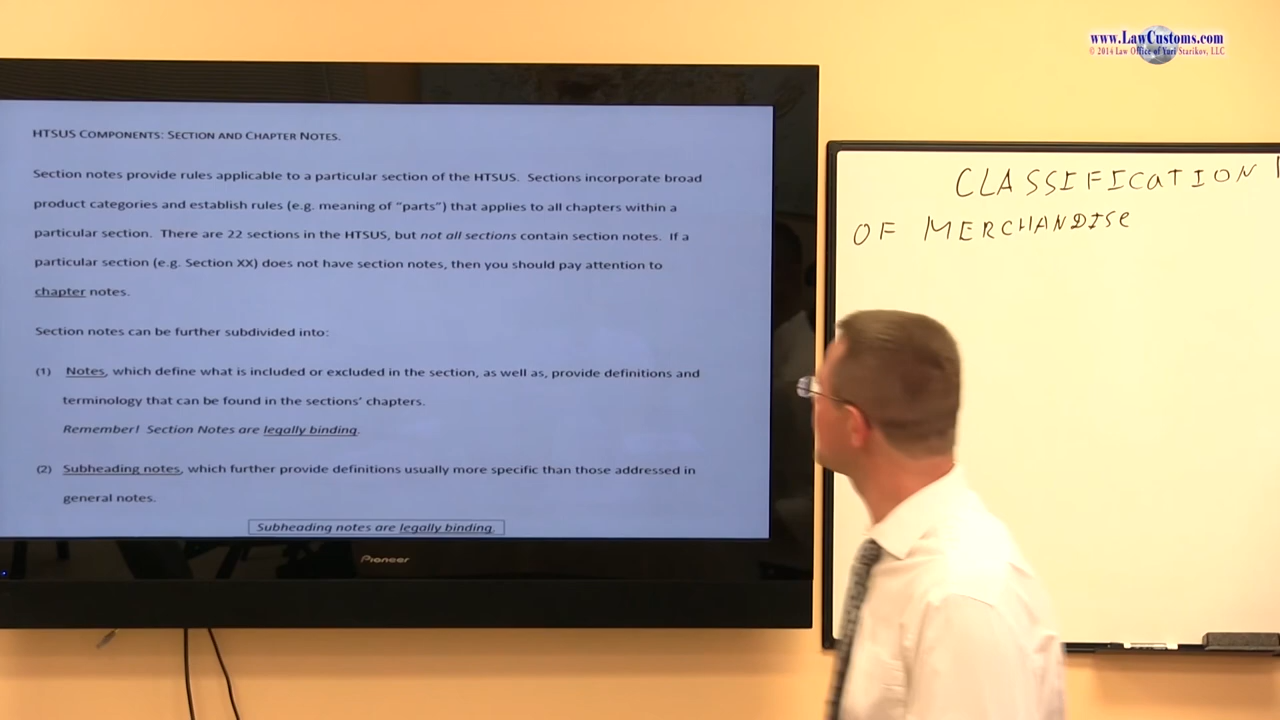 www.LawCustoms.com
© 2014 Law Office of Yuri Starikov, LLC
HTSUS COMPONENTS: SECTION AND CHAPTER NOTES.
Section notes provide rules applicable to a particular section of the HTSUS. Sections incorporate broad
product categories and establish rules (e.g. meaning of “parts”) that applies to all chapters within a
particular section. There are 22 sections in the HTSUS, but not all sections contain section notes. If a
particular section (e.g. Section XX) does not have section notes, then you should pay attention to
chapter notes.
Section notes can be further subdivided into:
(1) Notes, which define what is included or excluded in the section, as well as, provide definitions and
terminology that can be found in the sections’ chapters.
Remember! Section Notes are legally binding.
(2) Subheading notes, which further provide definitions usually more specific than those addressed in
general notes.
Subheading notes are legally binding.
Pioneer
CLASSIFICATION
OF MERCHANDISE